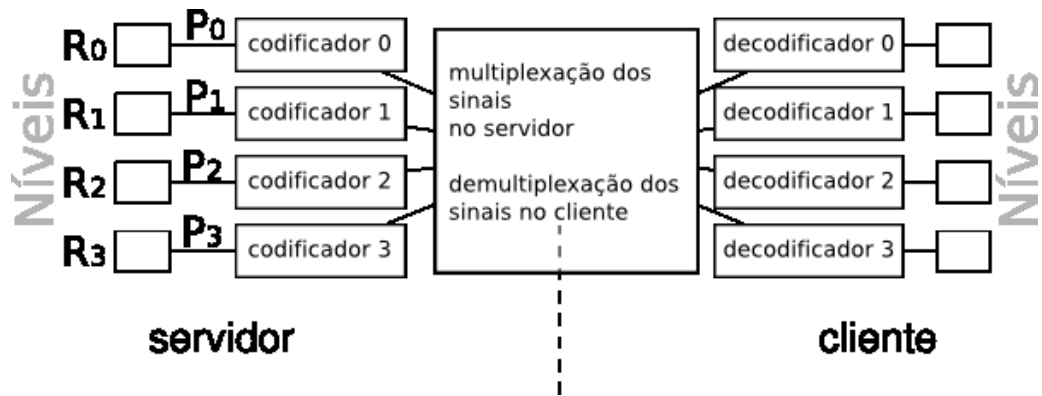 Níveis
R0
P0
codificador 0
R1
P1
codificador 1
R2
P2
codificador 2
R3
P3
codificador 3
multiplexação dos
sinais
no servidor
demultiplexação dos
sinais no cliente
decodificador 0
decodificador 1
decodificador 2
decodificador 3
Níveis
servidor
cliente